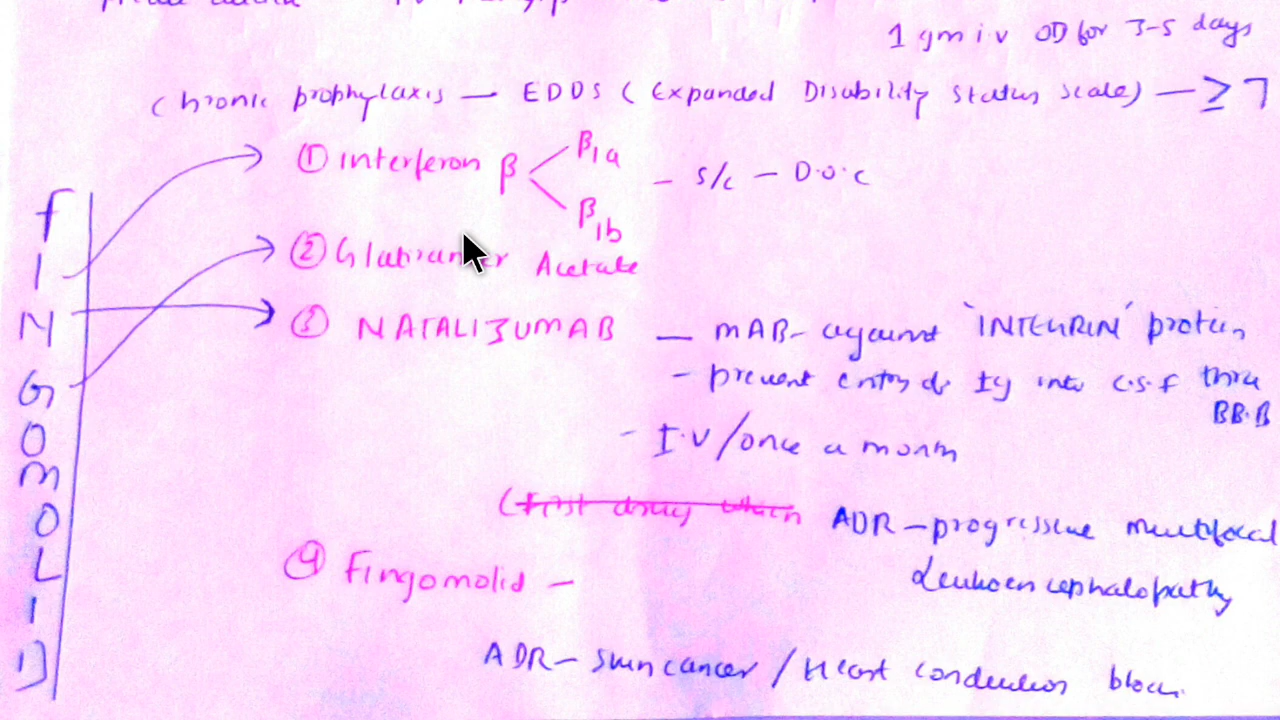 1 gm i.v OD for 3-5 days
Chronic prophylaxis — EDDS (Expanded Disability Status Scale) — ≥ 7
① Interferon β < β1a β1b – S/C – D.O.C
② Glatiramer Acetate
③ NATALIZUMAB — mAB- against 'INTEGRIN' protein
– prevent entry of Ig into C.S.F thru BB.B
– I.V / once a month
(first drug which
ADR – progressive multifocal Leukoencephalopathy
④ Fingomolid –
ADR – skin cancer / Heart conduction block.
F
I
N
G
O
M
O
L
I
D